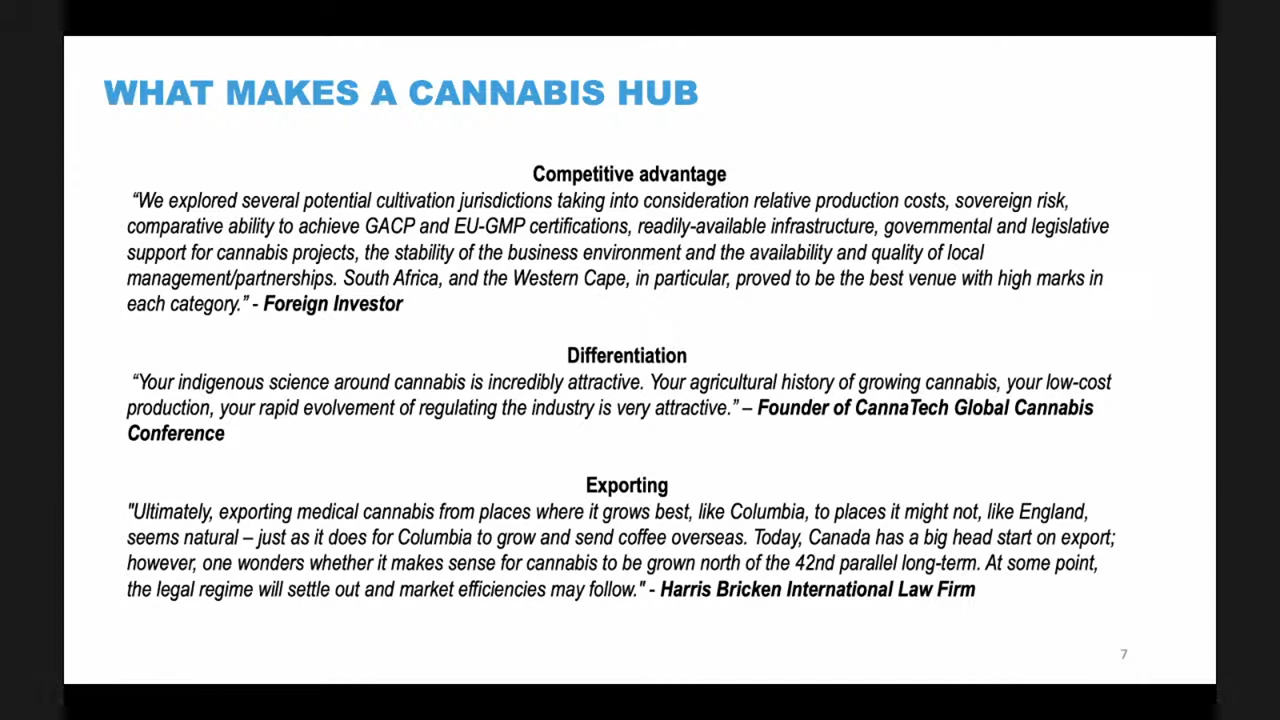 WHAT MAKES A CANNABIS HUB
Competitive advantage
“We explored several potential cultivation jurisdictions taking into consideration relative production costs, sovereign risk,
comparative ability to achieve GACP and EU-GMP certifications, readily-available infrastructure, governmental and legislative
support for cannabis projects, the stability of the business environment and the availability and quality of local
management/partnerships. South Africa, and the Western Cape, in particular, proved to be the best venue with high marks in
each category.” - Foreign Investor
Differentiation
“Your indigenous science around cannabis is incredibly attractive. Your agricultural history of growing cannabis, your low-cost
production, your rapid evolvement of regulating the industry is very attractive.” – Founder of CannaTech Global Cannabis
Conference
Exporting
"Ultimately, exporting medical cannabis from places where it grows best, like Columbia, to places it might not, like England,
seems natural – just as it does for Columbia to grow and send coffee overseas. Today, Canada has a big head start on export;
however, one wonders whether it makes sense for cannabis to be grown north of the 42nd parallel long-term. At some point,
the legal regime will settle out and market efficiencies may follow." - Harris Bricken International Law Firm
7